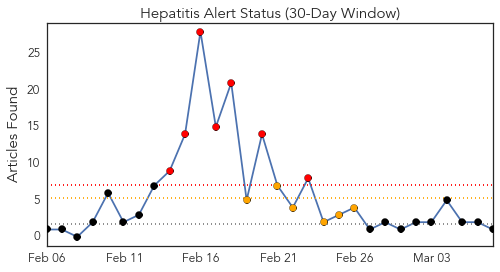 Hepatitis Alert Status (30-Day Window)
Articles Found
25
20
15
10
5
0
Feb 06
Feb 11
Feb 16
Feb 21
Feb 26
Mar 03